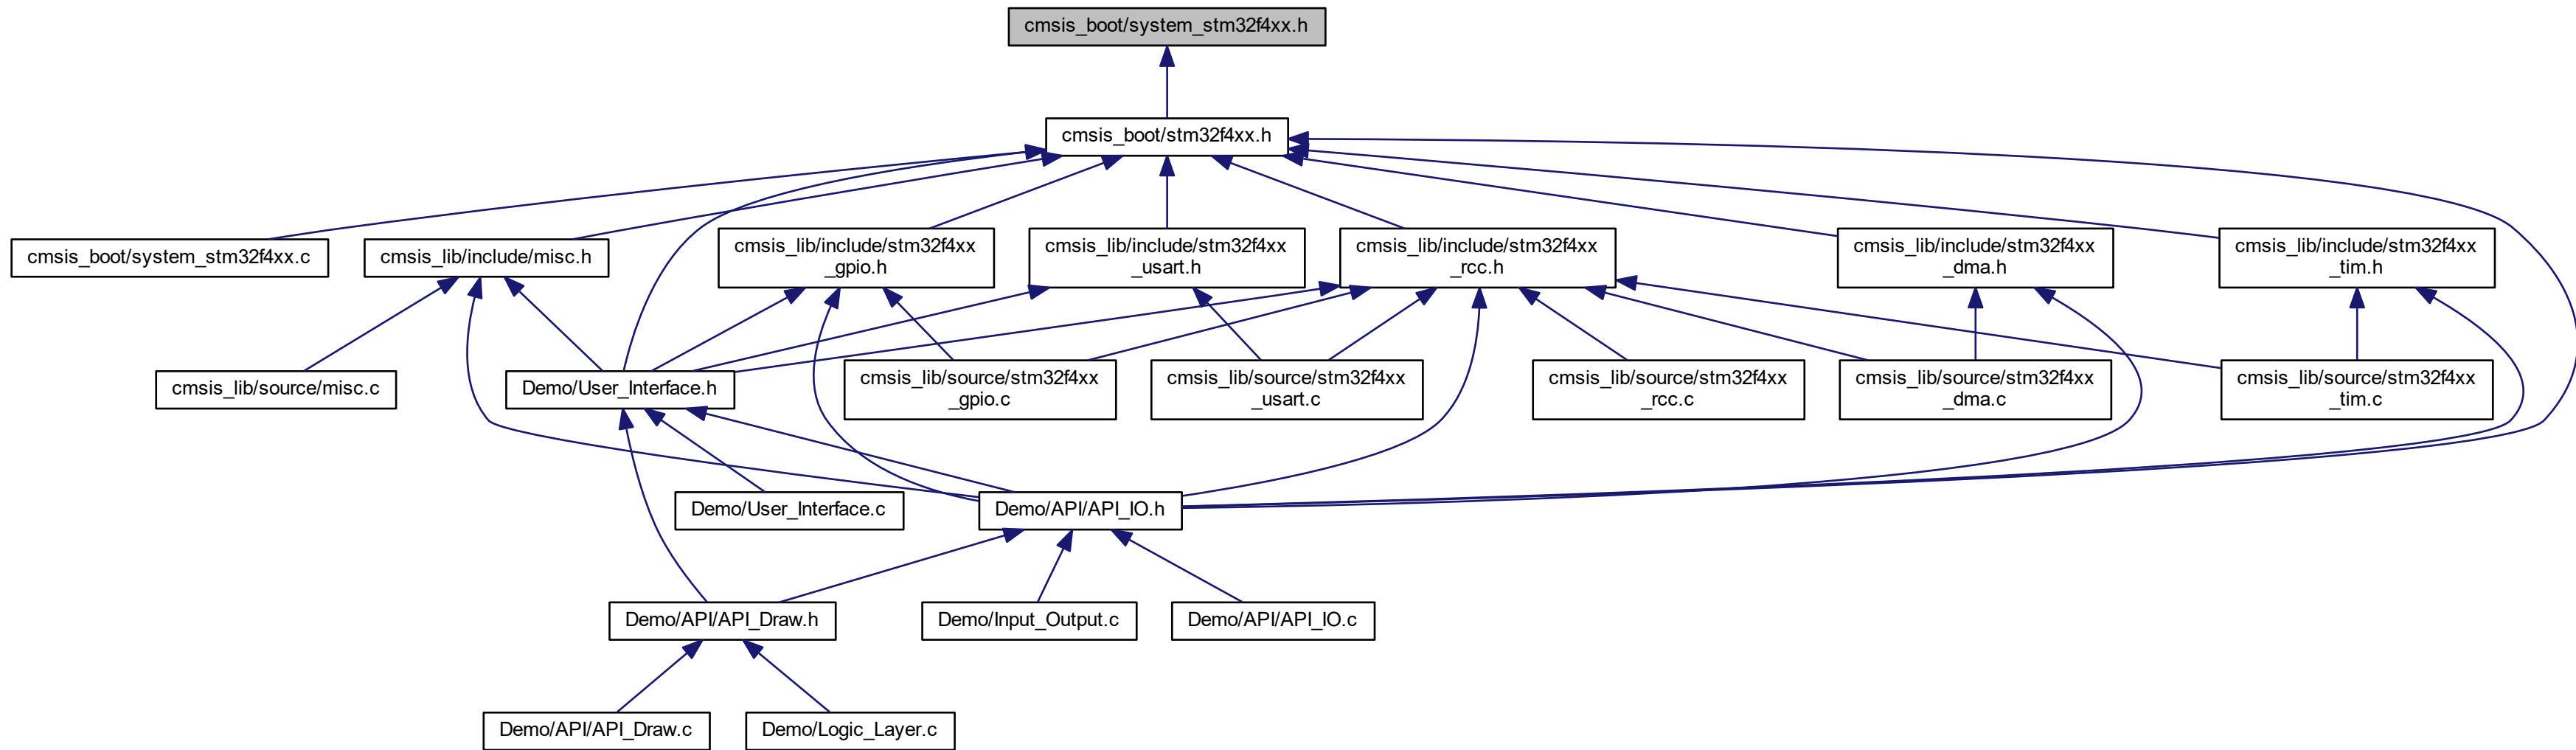 cmsis_boot/system_stm32f4xx.h
cmsis_boot/stm32f4xx.h
cmsis_boot/system_stm32f4xx.c
cmsis_lib/include/misc.h
cmsis_lib/include/stm32f4xx
_gpio.h
cmsis_lib/include/stm32f4xx
_usart.h
cmsis_lib/include/stm32f4xx
_rcc.h
cmsis_lib/include/stm32f4xx
_dma.h
cmsis_lib/include/stm32f4xx
_tim.h
cmsis_lib/source/misc.c
Demo/User_Interface.h
cmsis_lib/source/stm32f4xx
_gpio.c
cmsis_lib/source/stm32f4xx
_usart.c
cmsis_lib/source/stm32f4xx
_rcc.c
cmsis_lib/source/stm32f4xx
_dma.c
cmsis_lib/source/stm32f4xx
_tim.c
Demo/User_Interface.c
Demo/API/API_IO.h
Demo/API/API_Draw.h
Demo/Input_Output.c
Demo/API/API_IO.c
Demo/API/API_Draw.c
Demo/Logic_Layer.c